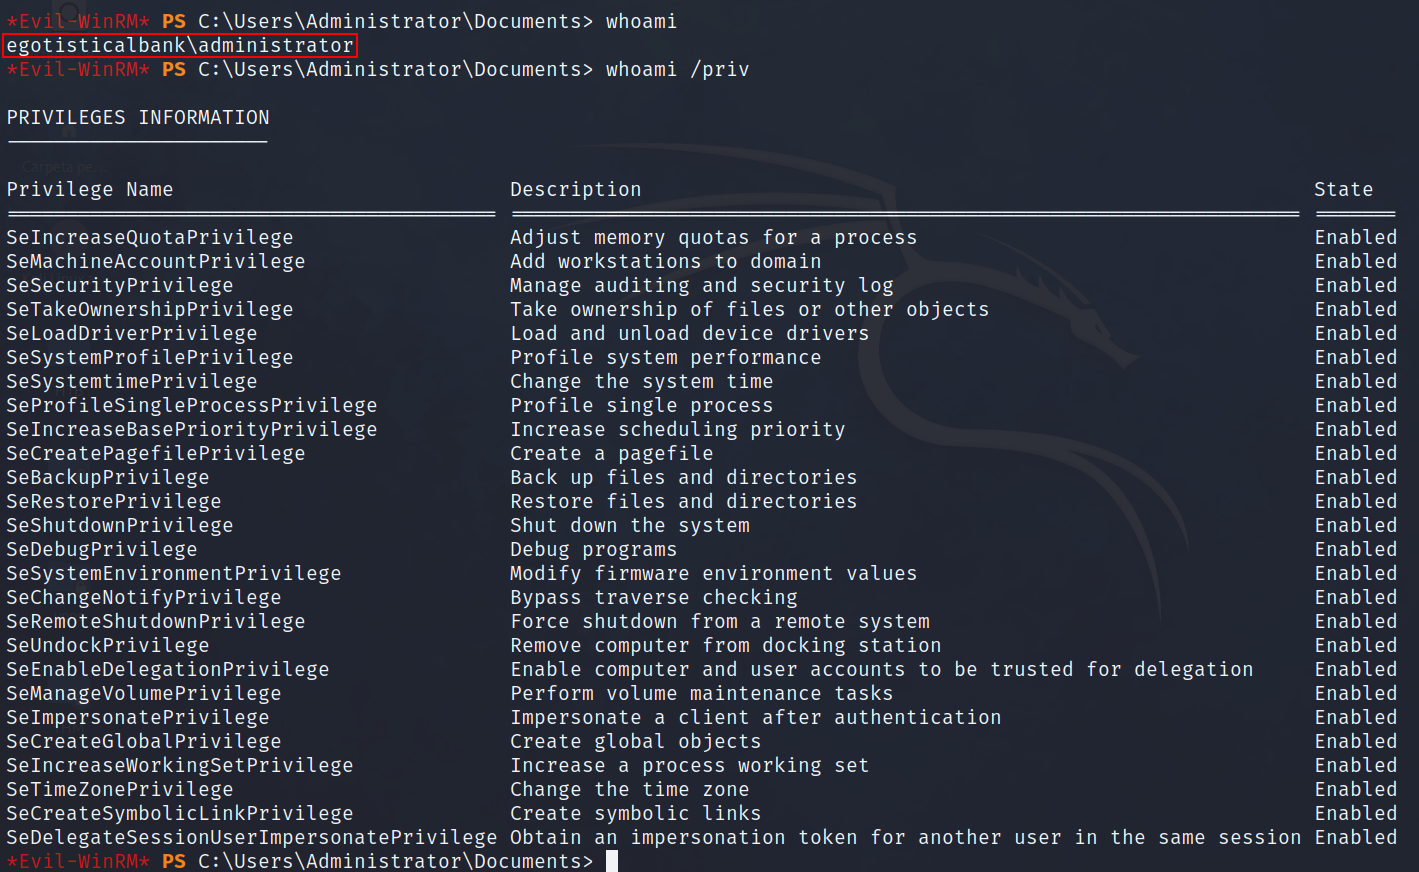 *Evil-WinRM* PS C:\Users\Administrator\Documents> whoami
egotisticalbank\administrator
*Evil-WinRM* PS C:\Users\Administrator\Documents> whoami /priv
PRIVILEGES INFORMATION
----------------------
Carpeta pe...
Privilege Name Description State
========================================= ================================================================== =======
SeIncreaseQuotaPrivilege Adjust memory quotas for a process Enabled
SeMachineAccountPrivilege Add workstations to domain Enabled
SeSecurityPrivilege Manage auditing and security log Enabled
SeTakeOwnershipPrivilege Take ownership of files or other objects Enabled
SeLoadDriverPrivilege Load and unload device drivers Enabled
SeSystemProfilePrivilege Profile system performance Enabled
SeSystemtimePrivilege Change the system time Enabled
SeProfileSingleProcessPrivilege Profile single process Enabled
SeIncreaseBasePriorityPrivilege Increase scheduling priority Enabled
SeCreatePagefilePrivilege Create a pagefile Enabled
SeBackupPrivilege Back up files and directories Enabled
SeRestorePrivilege Restore files and directories Enabled
SeShutdownPrivilege Shut down the system Enabled
SeDebugPrivilege Debug programs Enabled
SeSystemEnvironmentPrivilege Modify firmware environment values Enabled
SeChangeNotifyPrivilege Bypass traverse checking Enabled
SeRemoteShutdownPrivilege Force shutdown from a remote system Enabled
SeUndockPrivilege Remove computer from docking station Enabled
SeEnableDelegationPrivilege Enable computer and user accounts to be trusted for delegation Enabled
SeManageVolumePrivilege Perform volume maintenance tasks Enabled
SeImpersonatePrivilege Impersonate a client after authentication Enabled
SeCreateGlobalPrivilege Create global objects Enabled
SeIncreaseWorkingSetPrivilege Increase a process working set Enabled
SeTimeZonePrivilege Change the time zone Enabled
SeCreateSymbolicLinkPrivilege Create symbolic links Enabled
SeDelegateSessionUserImpersonatePrivilege Obtain an impersonation token for another user in the same session Enabled
*Evil-WinRM* PS C:\Users\Administrator\Documents>